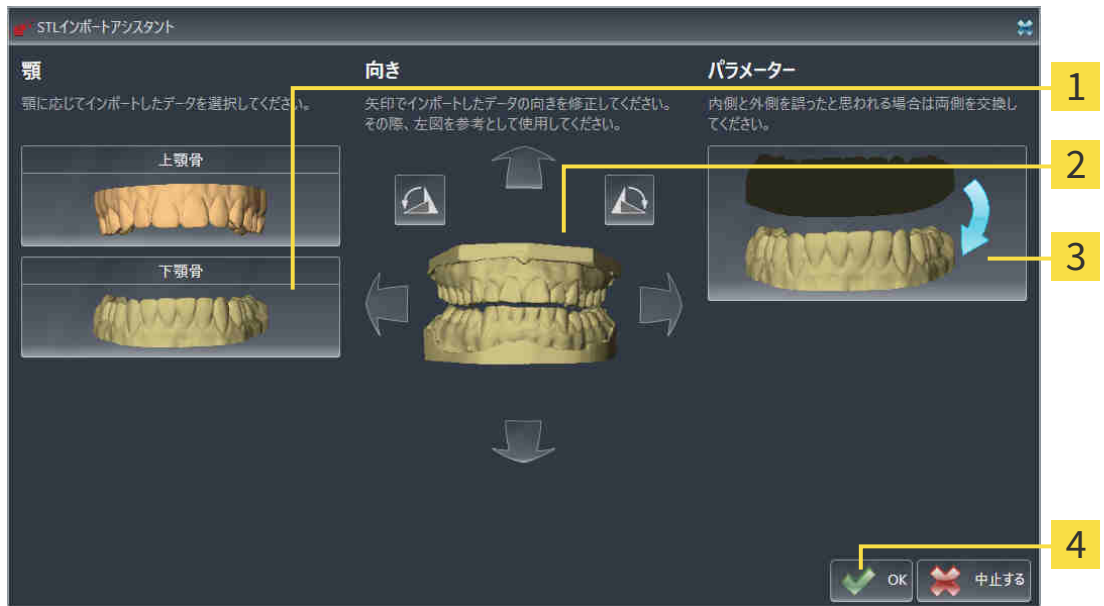 STLインポートアシスタント
顎
顎に応じてインポートしたデータを選択してください。
上顎骨
下顎骨
向き
矢印でインポートしたデータの向きを修正してください。
その際、左図を参考として使用してください。
パラメーター
内側と外側を誤ったと思われる場合は両側を交換し
てください。
1
2
3
4
OK
中止する